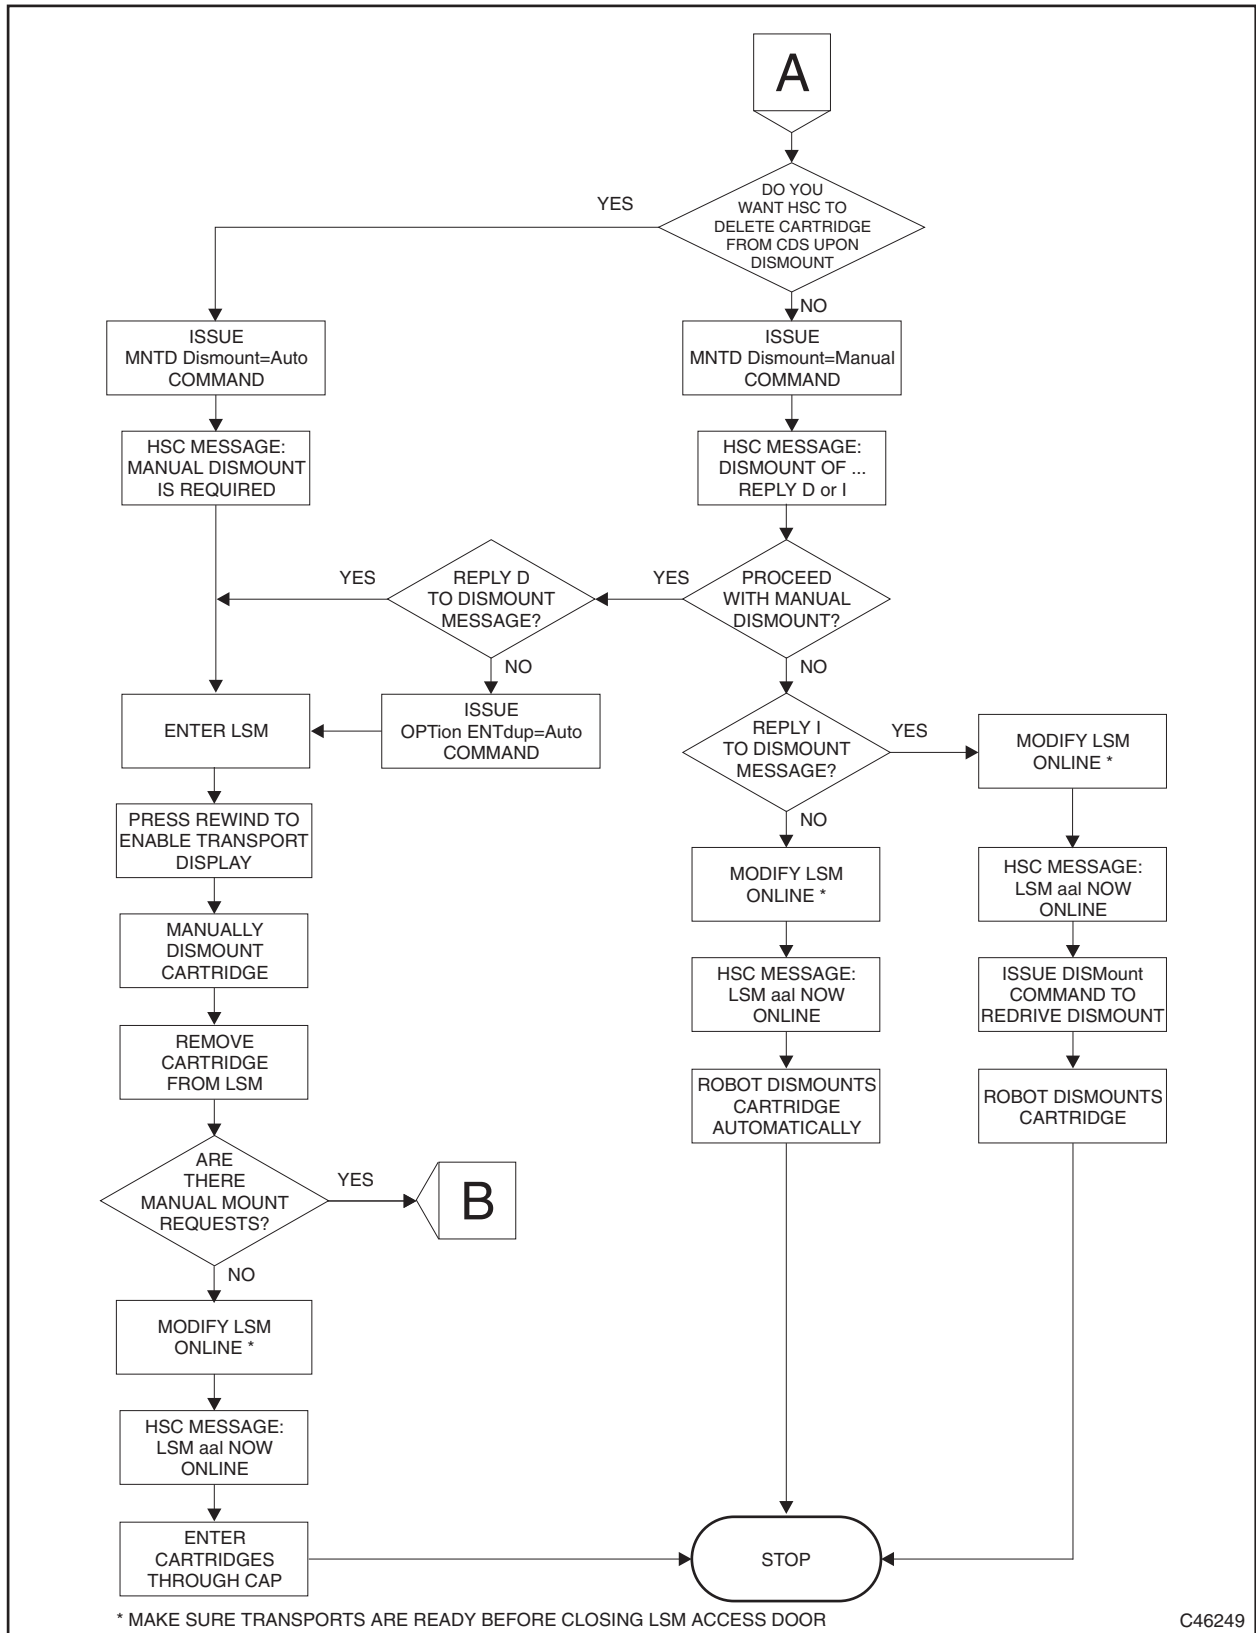 A
DO YOU
WANT HSC TO
DELETE CARTRIDGE
FROM CDS UPON
DISMOUNT
YES
NO
ISSUE
MNTD Dismount=Auto
COMMAND
ISSUE
MNTD Dismount=Manual
COMMAND
HSC MESSAGE:
MANUAL DISMOUNT
IS REQUIRED
HSC MESSAGE:
DISMOUNT OF ...
REPLY D or I
YES
REPLY D
TO DISMOUNT
MESSAGE?
YES
PROCEED
WITH MANUAL
DISMOUNT?
NO
NO
ENTER LSM
ISSUE
OPTion ENTdup=Auto
COMMAND
REPLY I
TO DISMOUNT
MESSAGE?
YES
MODIFY LSM
ONLINE *
NO
PRESS REWIND TO
ENABLE TRANSPORT
DISPLAY
MODIFY LSM
ONLINE *
HSC MESSAGE:
LSM aal NOW
ONLINE
MANUALLY
DISMOUNT
CARTRIDGE
HSC MESSAGE:
LSM aal NOW
ONLINE
ISSUE DISMount
COMMAND TO
REDRIVE DISMOUNT
REMOVE
CARTRIDGE
FROM LSM
ROBOT DISMOUNTS
CARTRIDGE
AUTOMATICALLY
ROBOT DISMOUNTS
CARTRIDGE
ARE
THERE
MANUAL MOUNT
REQUESTS?
YES
B
NO
MODIFY LSM
ONLINE *
HSC MESSAGE:
LSM aal NOW
ONLINE
ENTER
CARTRIDGES
THROUGH CAP
STOP
* MAKE SURE TRANSPORTS ARE READY BEFORE CLOSING LSM ACCESS DOOR
C46249